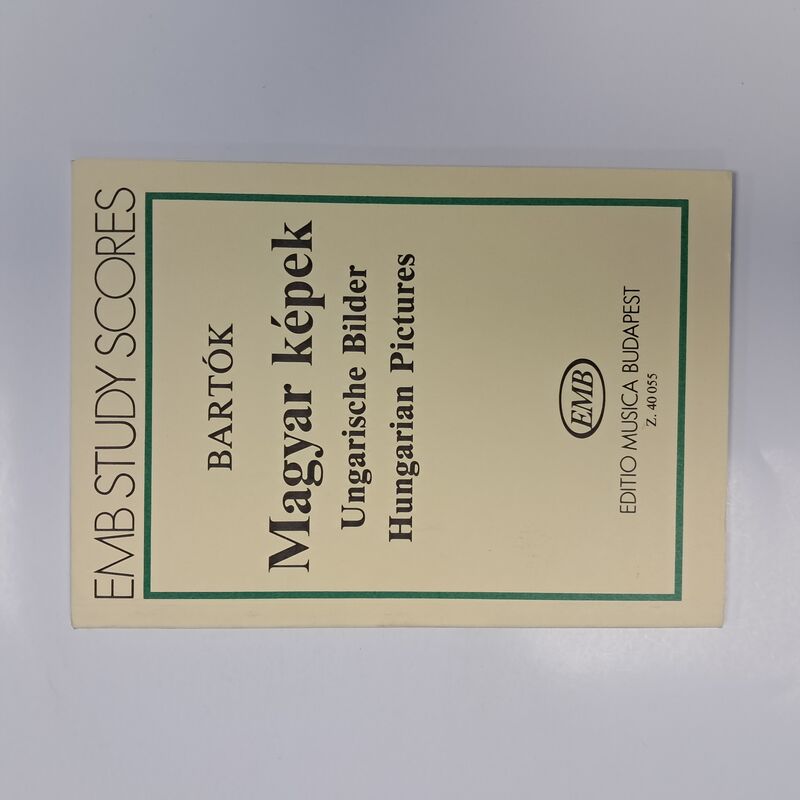 EMB STUDY SCORES
BARTÓK
Magyar képek
Ungarische Bilder
Hungarian Pictures
EMB
EDITIO MUSICA BUDAPEST
Z. 40 055